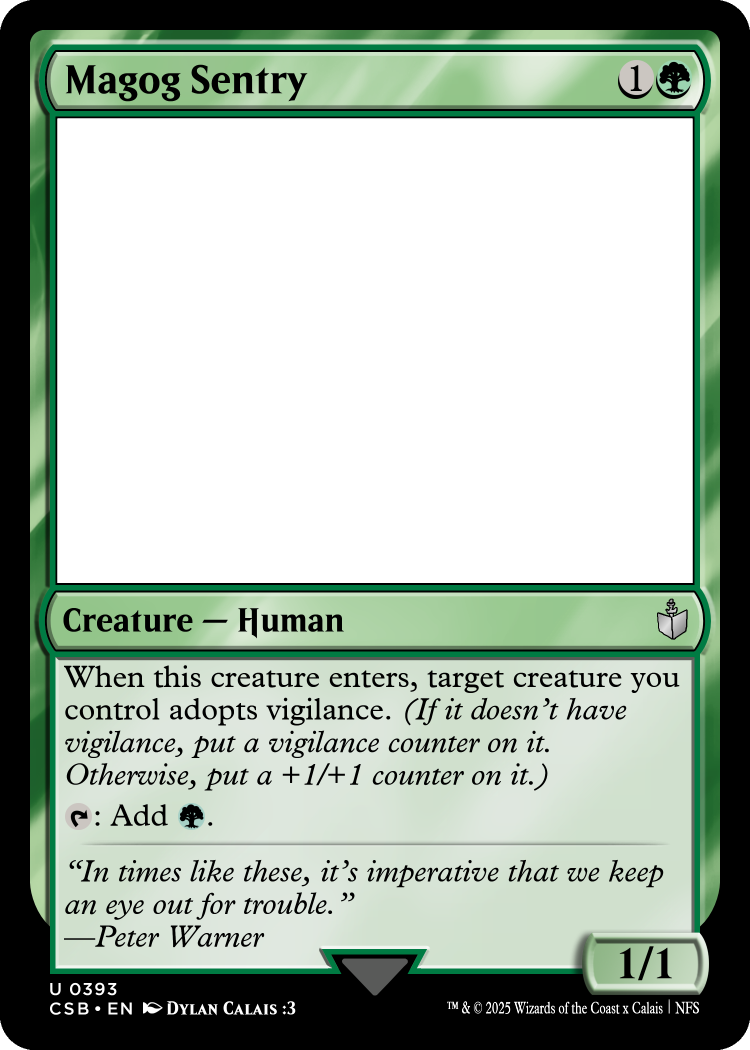 Magog Sentry 1
Creature — Human
When this creature enters, target creature you
control adopts vigilance. (If it doesn't have
vigilance, put a vigilance counter on it.
Otherwise, put a +1/+1 counter on it.)
: Add .
“In times like these, it's imperative that we keep
an eye out for trouble.”
—Peter Warner
1/1
U 0393
CSB • EN Dylan Calais :3
™ & © 2025 Wizards of the Coast x Calais | NFS